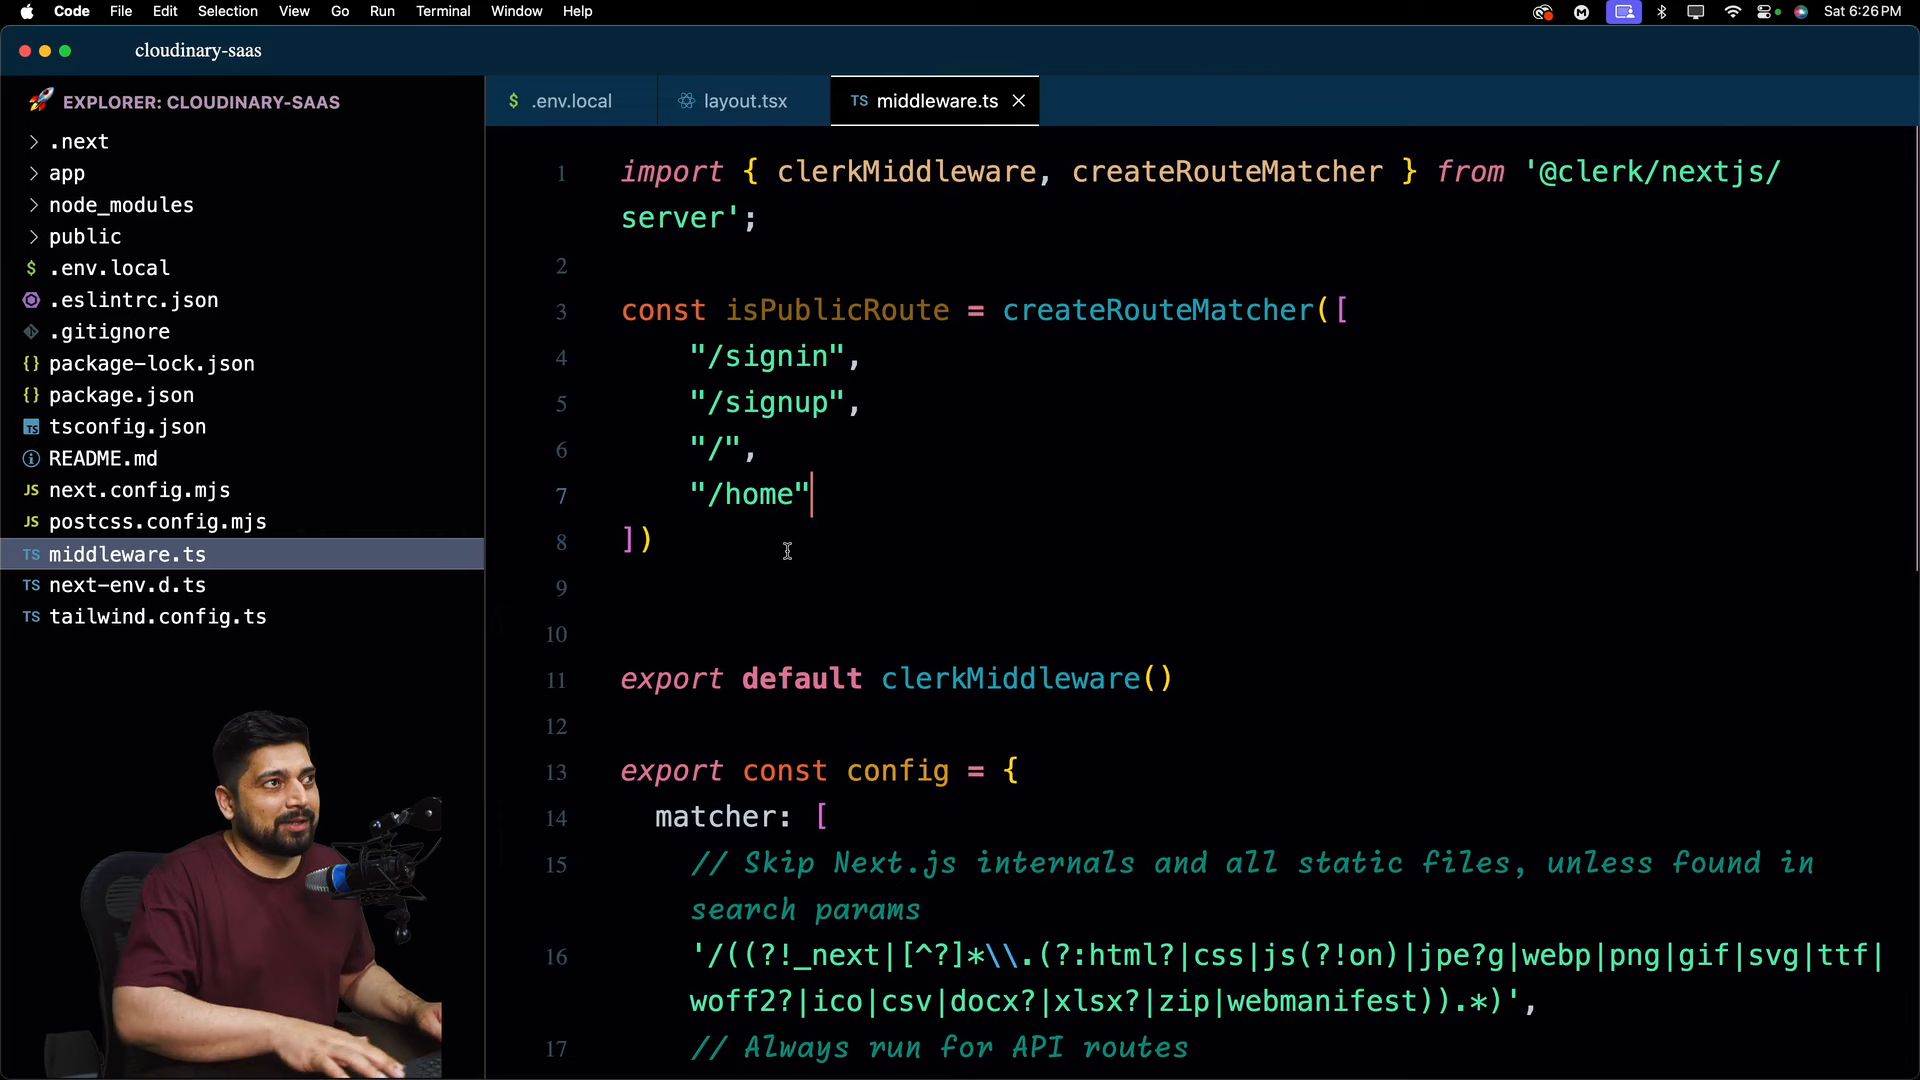 Code File Edit Selection View Go Run Terminal Window Help Sat 6:26 PM
cloudinary-saas
EXPLORER: CLOUDINARY-SAAS
.next
app
node_modules
public
$ .env.local
.eslintrc.json
.gitignore
{} package-lock.json
{} package.json
TS tsconfig.json
README.md
JS next.config.mjs
JS postcss.config.mjs
TS middleware.ts
TS next-env.d.ts
TS tailwind.config.ts
$ .env.local layout.tsx TS middleware.ts
1 import { clerkMiddleware, createRouteMatcher } from '@clerk/nextjs/
server';
2
3 const isPublicRoute = createRouteMatcher([
4 "/signin",
5 "/signup",
6 "/",
7 "/home"
8 ])
9
10
11 export default clerkMiddleware()
12
13 export const config = {
14 matcher: [
15 // Skip Next.js internals and all static files, unless found in
search params
16 '/((?!_next|[^?]*\\.(?:html?|css|js(?!on)|jpe?g|webp|png|gif|svg|ttf|
woff2?|ico|csv|docx?|xlsx?|zip|webmanifest)).*)',
17 // Always run for API routes